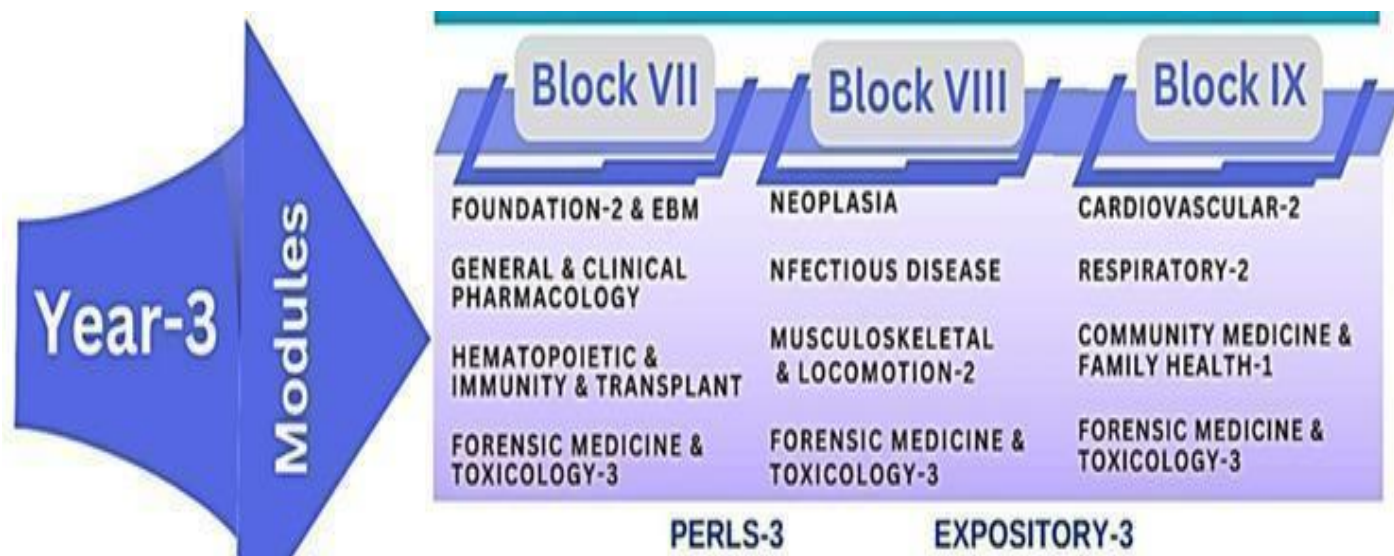 Year-3
Modules
Block VII
FOUNDATION-2 & EBM
GENERAL & CLINICAL
PHARMACOLOGY
HEMATOPOIETIC &
IMMUNITY & TRANSPLANT
FORENSIC MEDICINE &
TOXICOLOGY-3
Block VIII
NEOPLASIA
NFECTIOUS DISEASE
MUSCULOSKELETAL
& LOCOMOTION-2
FORENSIC MEDICINE &
TOXICOLOGY-3
Block IX
CARDIOVASCULAR-2
RESPIRATORY-2
COMMUNITY MEDICINE &
FAMILY HEALTH-1
FORENSIC MEDICINE &
TOXICOLOGY-3
PERLS-3
EXPOSITORY-3